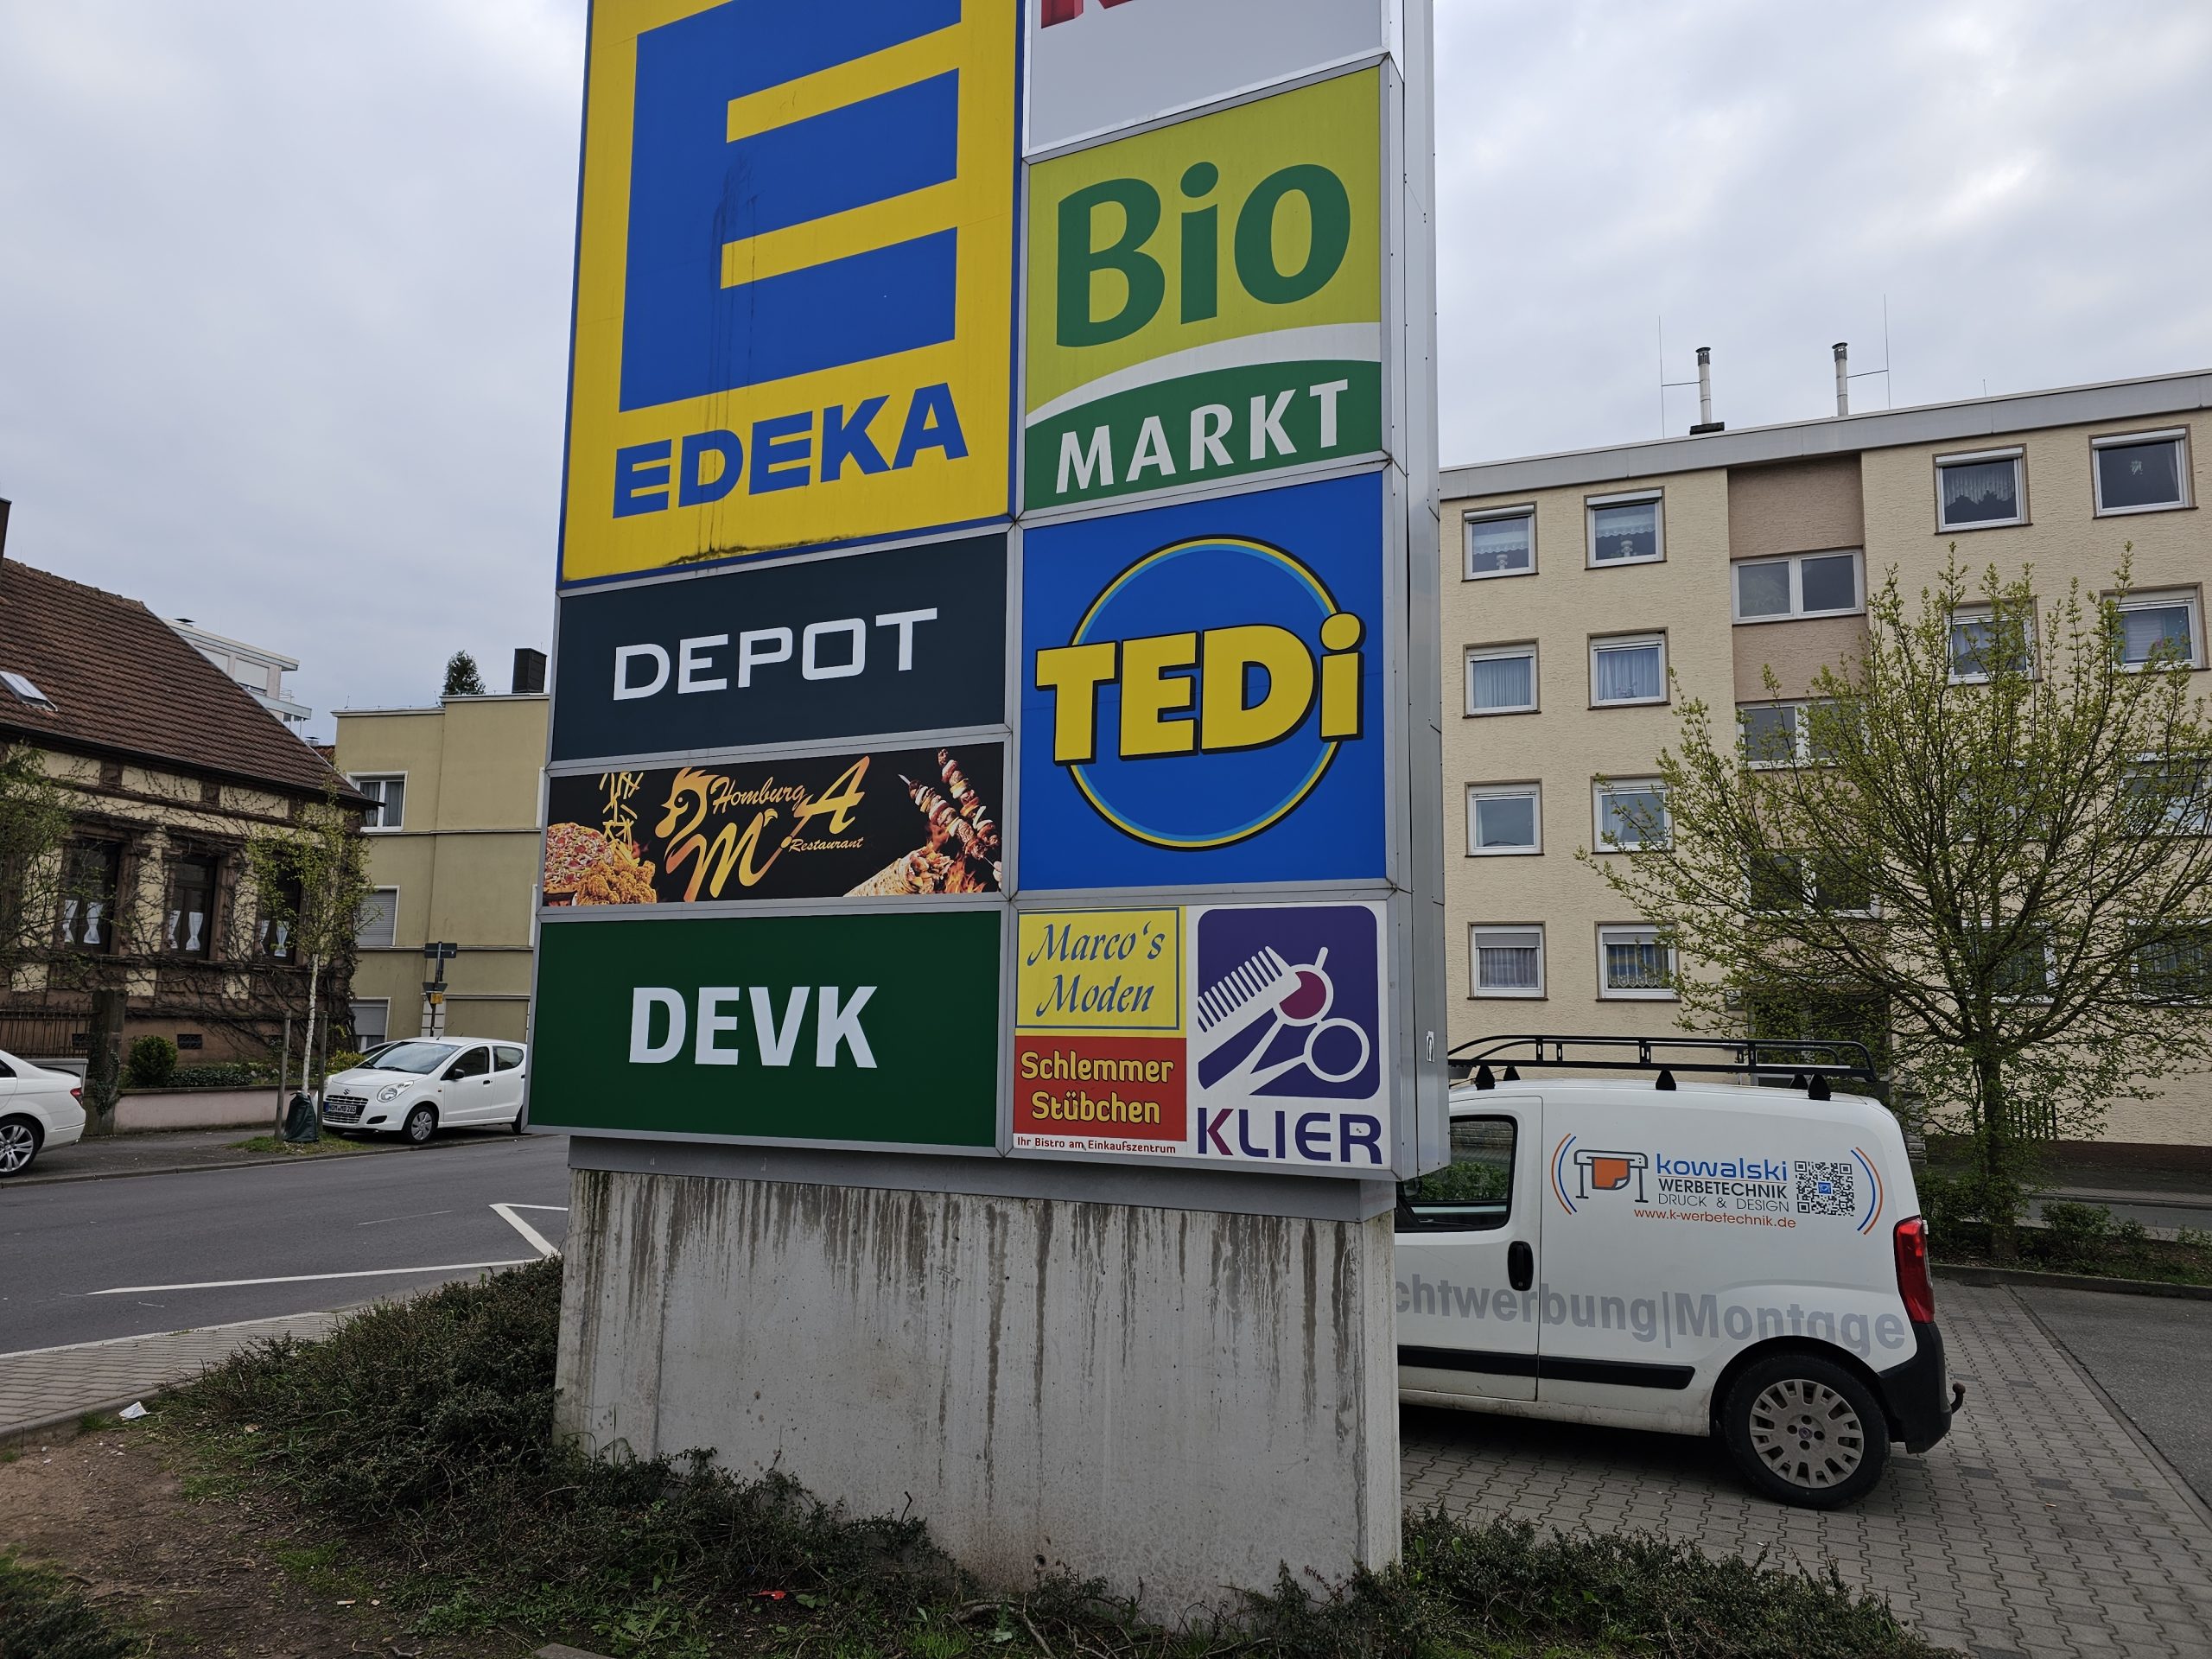 EDEKA
Bio
MARKT
DEPOT
TEDi
Homburg
M'A
Restaurant
DEVK
Marco's
Moden
Schlemmer
Stübchen
Ihr Bistro am Einkaufszentrum
KLIER
kowalski
WERBETECHNIK
DRUCK & DESIGN
www.k-werbetechnik.de
chtwerbung|Montage